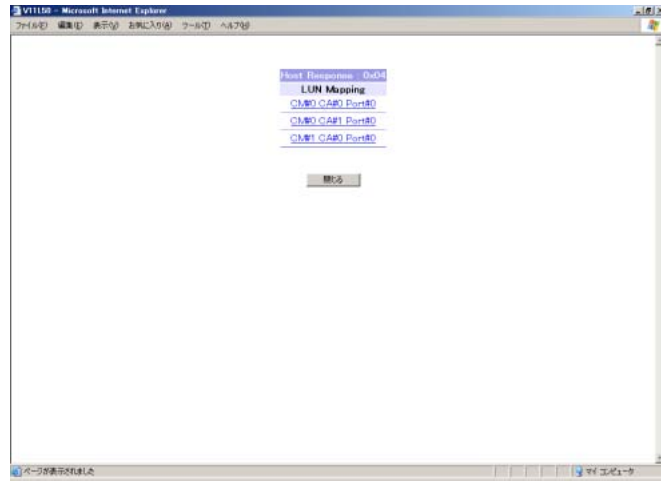 V11L50 - Microsoft Internet Explorer
ファイル(F) 編集(E) 表示(V) お気に入り(A) ツール(T) ヘルプ(H)
Host Response : 0x04
LUN Mapping
CM#0 CA#0 Port#0
CM#0 CA#1 Port#0
CM#1 CA#0 Port#0
閉じる
ページが表示されました マイ コンピュータ